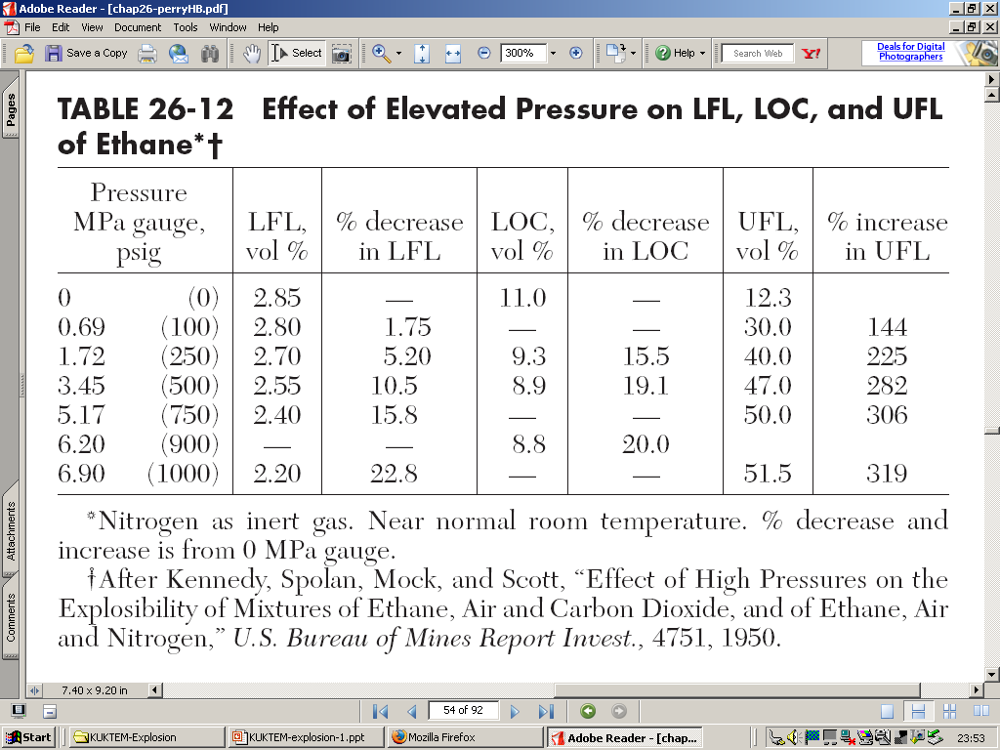 Adobe Reader - [chap26-perryHB.pdf]
File Edit View Document Tools Window Help
Save a Copy Select 300% Help Search Web Y! Deals for Digital
Photographers
Pages
Attachments
Comments
TABLE 26-12 Effect of Elevated Pressure on LFL, LOC, and UFL
of Ethane*†
Pressure
MPa gauge, LFL, % decrease LOC, % decrease UFL, % increase
psig vol % in LFL vol % in LOC vol % in UFL
0 (0) 2.85 — 11.0 — 12.3
0.69 (100) 2.80 1.75 — — 30.0 144
1.72 (250) 2.70 5.20 9.3 15.5 40.0 225
3.45 (500) 2.55 10.5 8.9 19.1 47.0 282
5.17 (750) 2.40 15.8 — — 50.0 306
6.20 (900) — — 8.8 20.0
6.90 (1000) 2.20 22.8 — — 51.5 319
*Nitrogen as inert gas. Near normal room temperature. % decrease and
increase is from 0 MPa gauge.
†After Kennedy, Spolan, Mock, and Scott, “Effect of High Pressures on the
Explosibility of Mixtures of Ethane, Air and Carbon Dioxide, and of Ethane, Air
and Nitrogen,” U.S. Bureau of Mines Report Invest., 4751, 1950.
7.40 x 9.20 in
54 of 92
Start KUKTEM-Explosion KUKTEM-explosion-1.ppt Mozilla Firefox Adobe Reader - [chap... 23:53